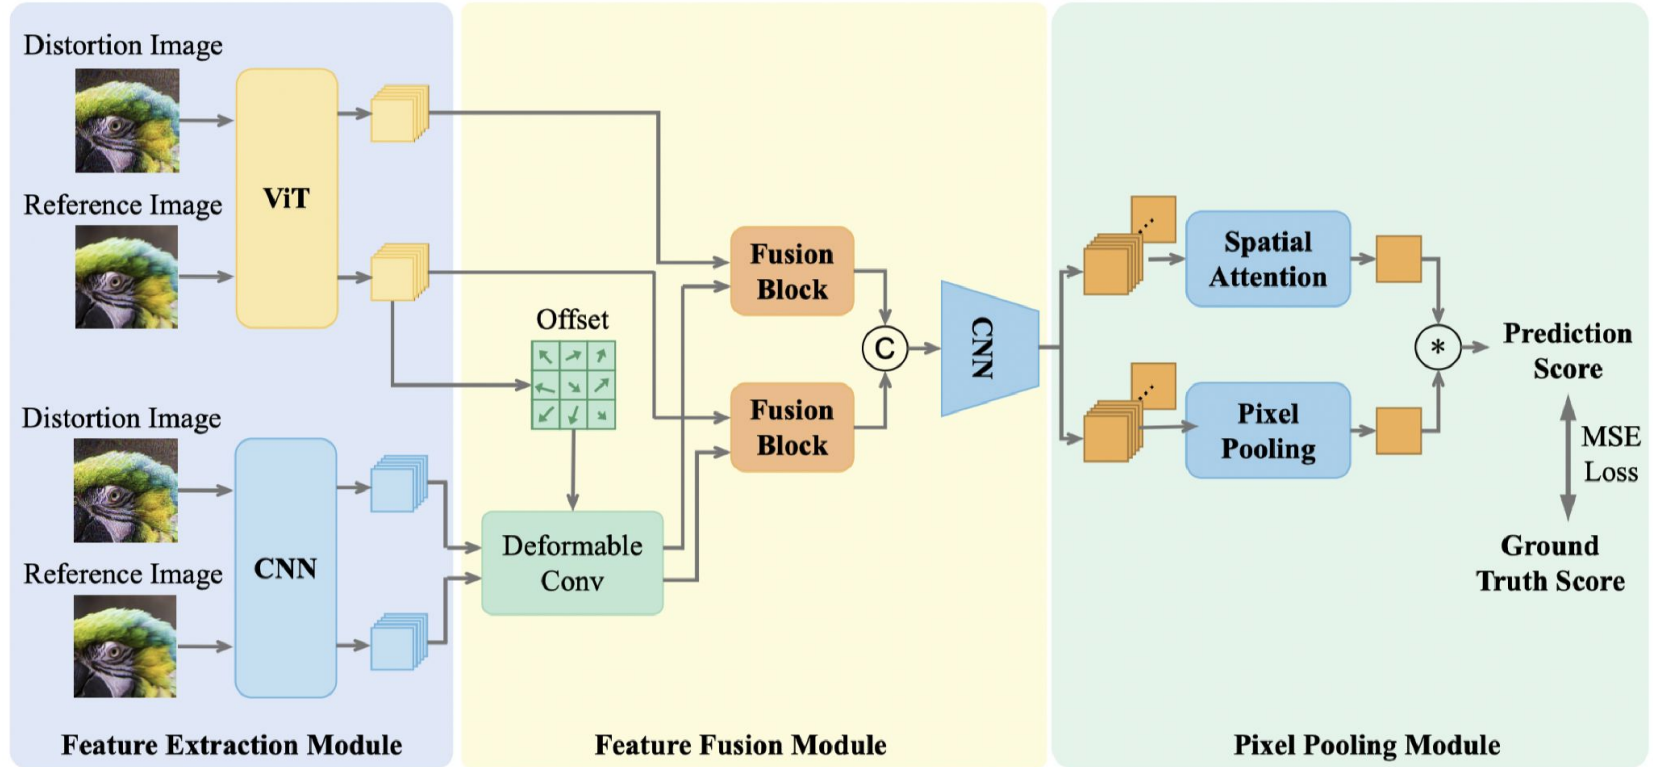 Distortion Image
ViT
Reference Image
Distortion Image
CNN
Reference Image
Feature Extraction Module
Offset
Deformable
Conv
Fusion
Block
Fusion
Block
C
CNN
Feature Fusion Module
Spatial
Attention
Pixel
Pooling
*
Prediction
Score
MSE
Loss
Ground
Truth Score
Pixel Pooling Module